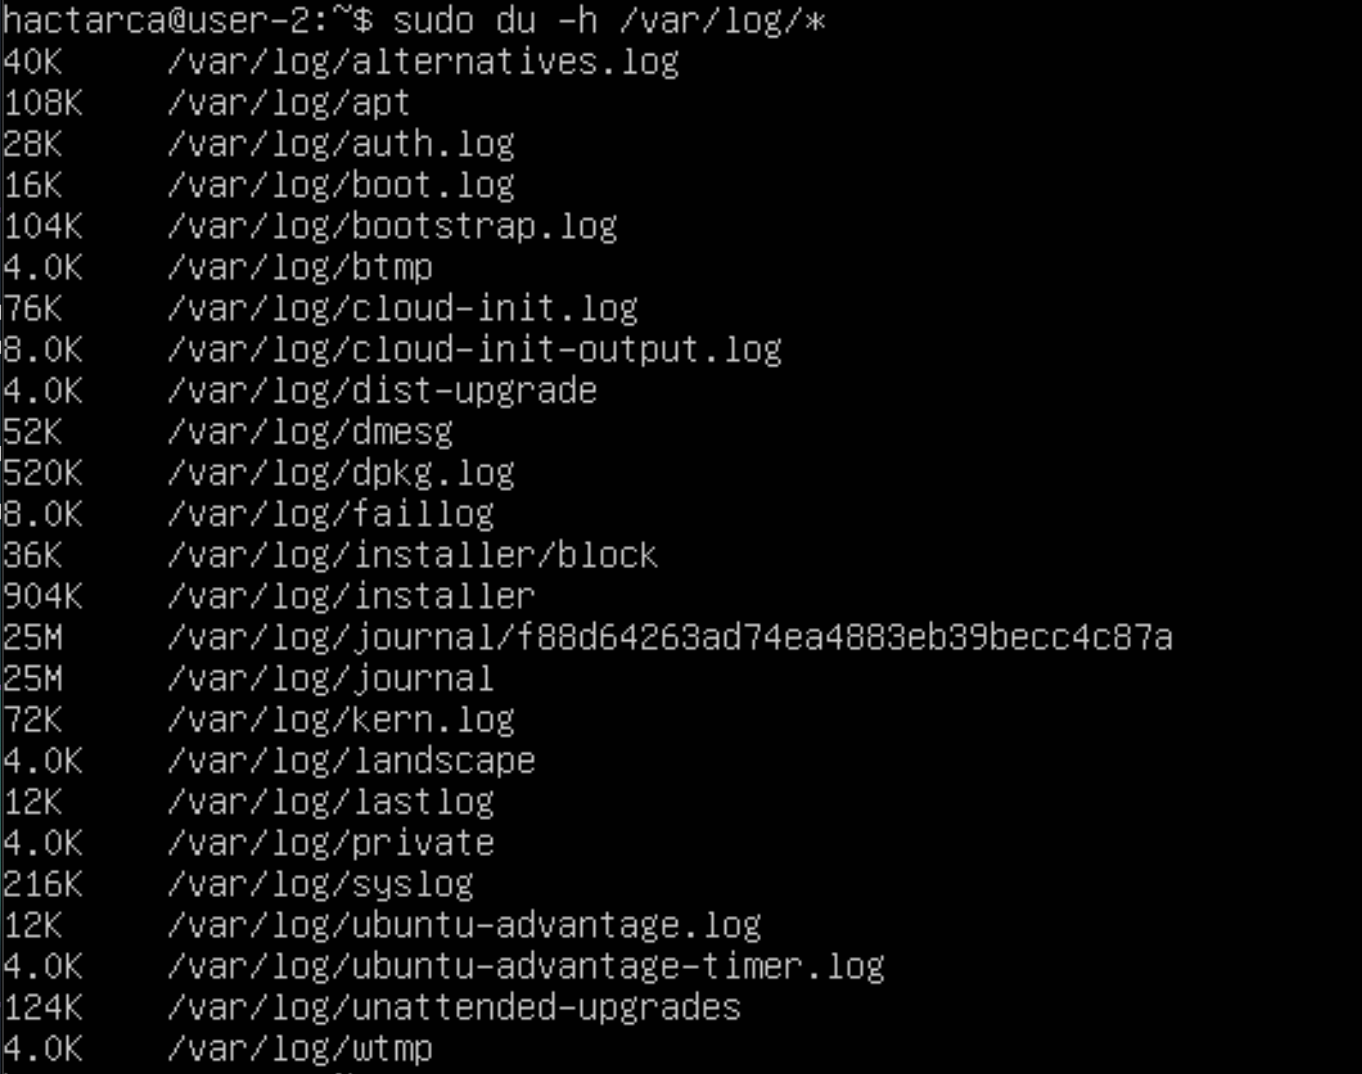 hactarca@user-2:~$ sudo du -h /var/log/*
40K /var/log/alternatives.log
108K /var/log/apt
28K /var/log/auth.log
16K /var/log/boot.log
104K /var/log/bootstrap.log
4.0K /var/log/btmp
76K /var/log/cloud-init.log
8.0K /var/log/cloud-init-output.log
4.0K /var/log/dist-upgrade
52K /var/log/dmesg
520K /var/log/dpkg.log
8.0K /var/log/faillog
36K /var/log/installer/block
904K /var/log/installer
25M /var/log/journal/f88d64263ad74ea4883eb39becc4c87a
25M /var/log/journal
72K /var/log/kern.log
4.0K /var/log/landscape
12K /var/log/lastlog
4.0K /var/log/private
216K /var/log/syslog
12K /var/log/ubuntu-advantage.log
4.0K /var/log/ubuntu-advantage-timer.log
124K /var/log/unattended-upgrades
4.0K /var/log/wtmp